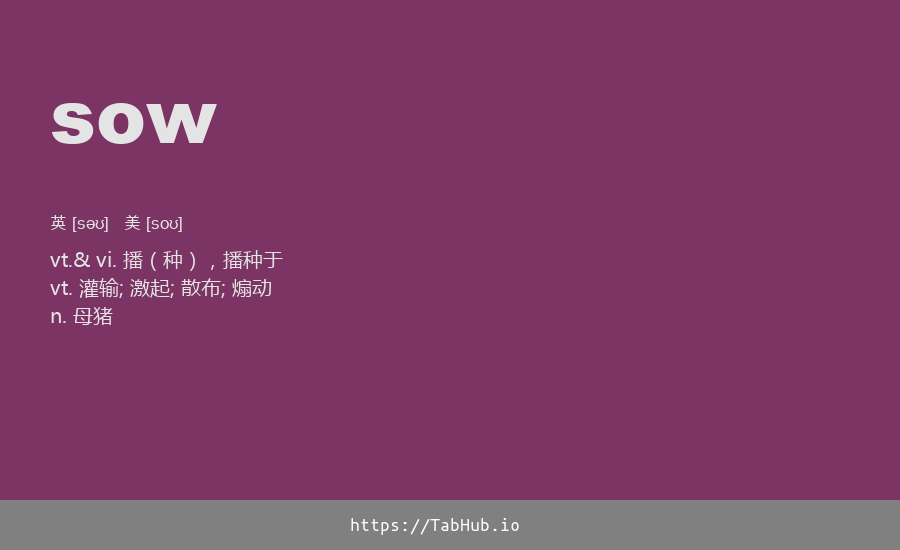 sow
英 [səʊ] 美 [soʊ]
vt.& vi. 播（种）,播种于
vt. 灌输; 激起; 散布; 煽动
n. 母猪
https://TabHub.io